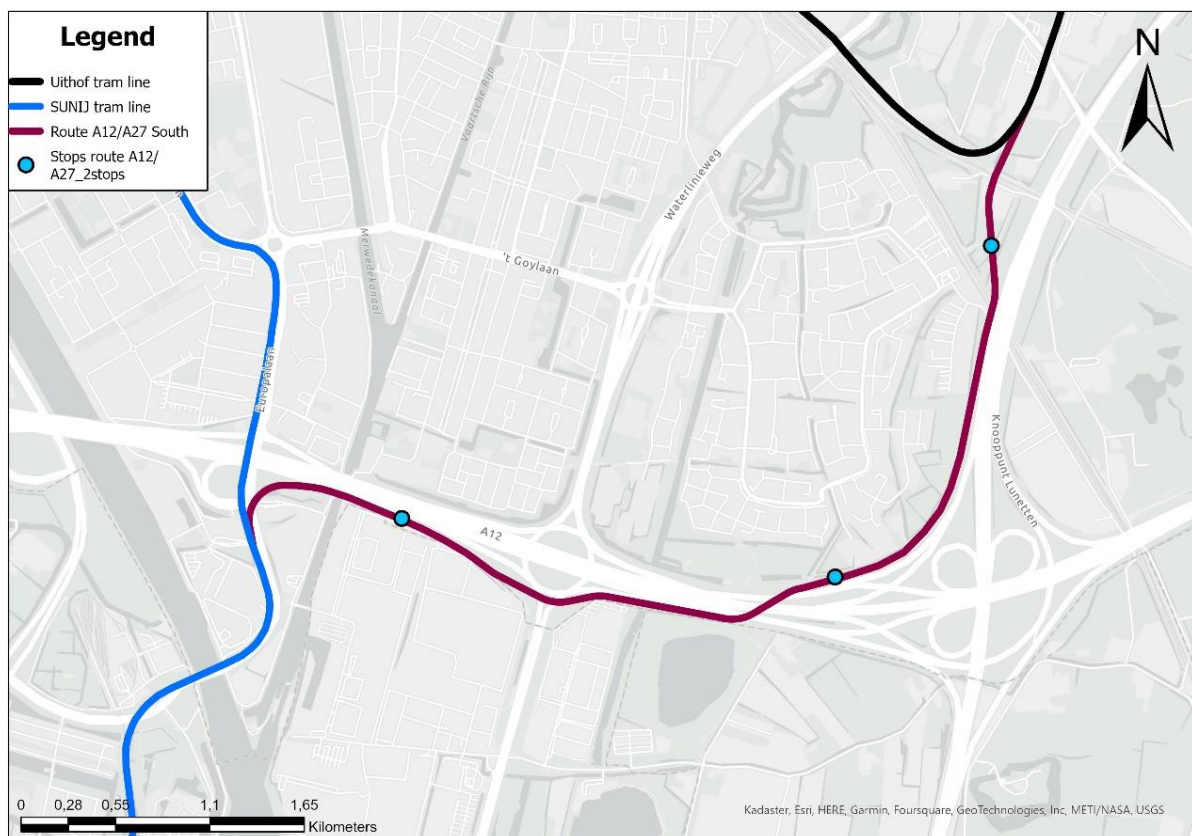 Legend
Uithof tram line
SUNIJ tram line
Route A12/A27 South
Stops route A12/
A27_2stops
N
Vaartsche Rijn
Waterlinieweg
Merwedekanaal
't Goylaan
Europalaan
Knooppunt Lunetten
A12
0 0,28 0,55 1,1 1,65
Kilometers
Kadaster, Esri, HERE, Garmin, Foursquare, GeoTechnologies, Inc, METI/NASA, USGS